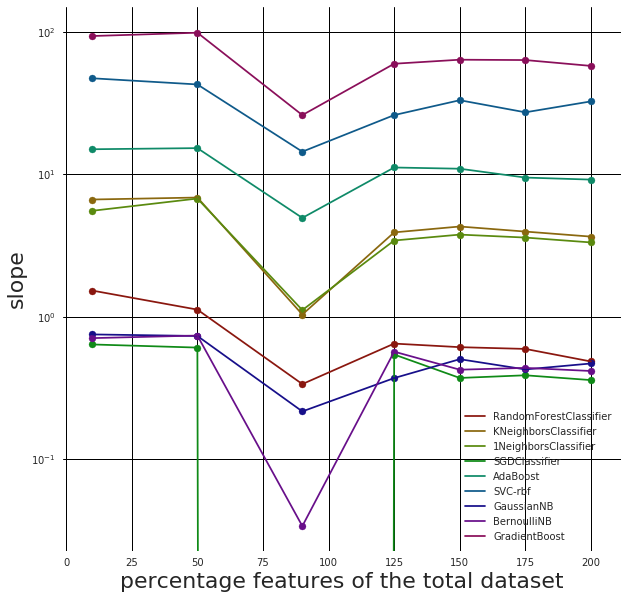 slope
10²
10¹
10⁰
10⁻¹
RandomForestClassifier
KNeighborsClassifier
1NeighborsClassifier
SGDClassifier
AdaBoost
SVC-rbf
GaussianNB
BernoulliNB
GradientBoost
0 25 50 75 100 125 150 175 200
percentage features of the total dataset